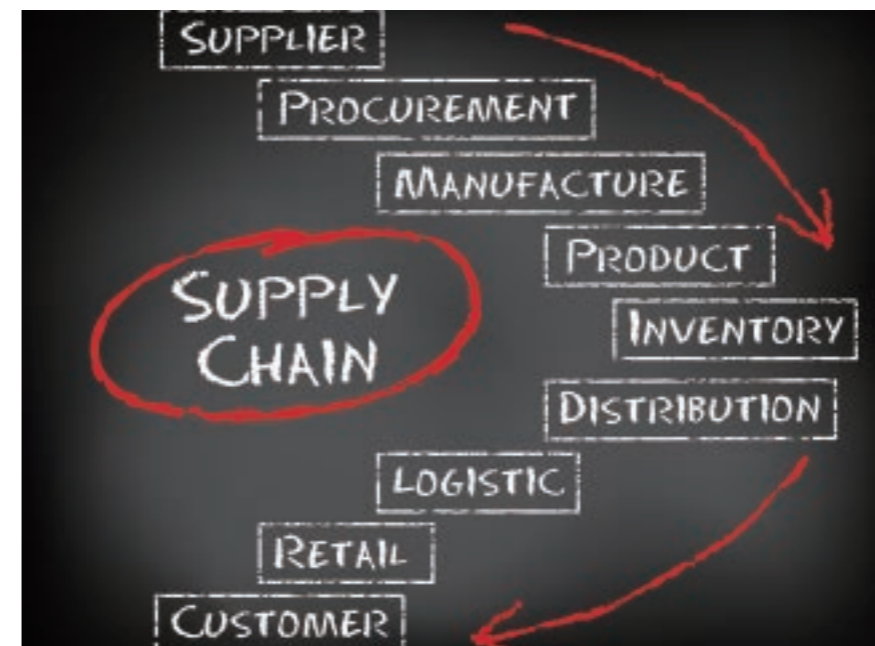 SUPPLIER
PROCUREMENT
MANUFACTURE
PRODUCT
SUPPLY
CHAIN
INVENTORY
DISTRIBUTION
LOGISTIC
RETAIL
CUSTOMER